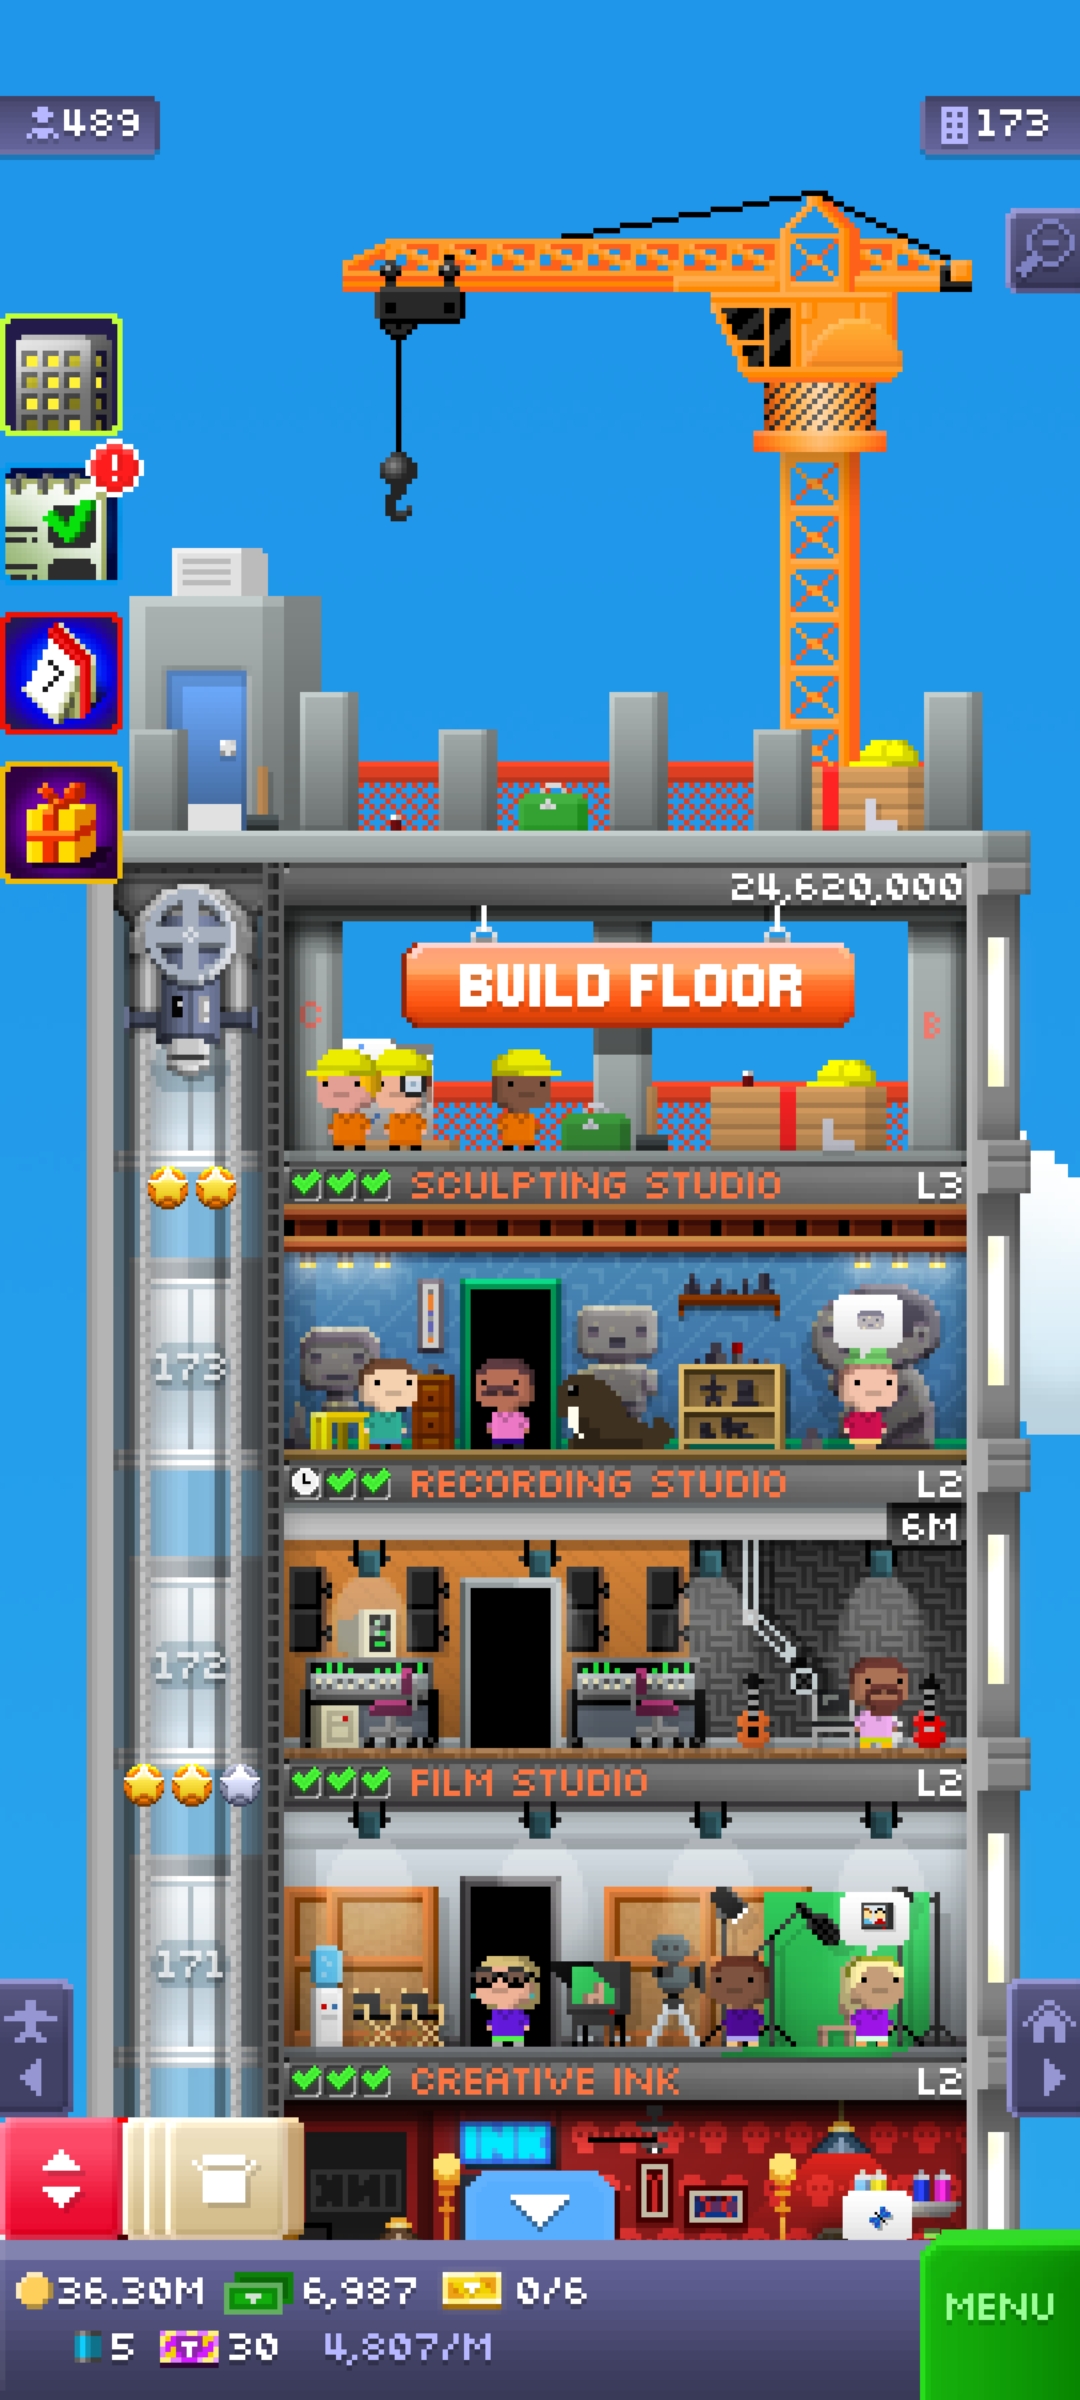 489
173
24,620,000
BUILD FLOOR
C
B
SCULPTING STUDIO L3
173
RECORDING STUDIO L2
6M
172
FILM STUDIO L2
171
CREATIVE INK L2
INK
36.30M 6,987 0/6
5 T 30 4,807/M
MENU